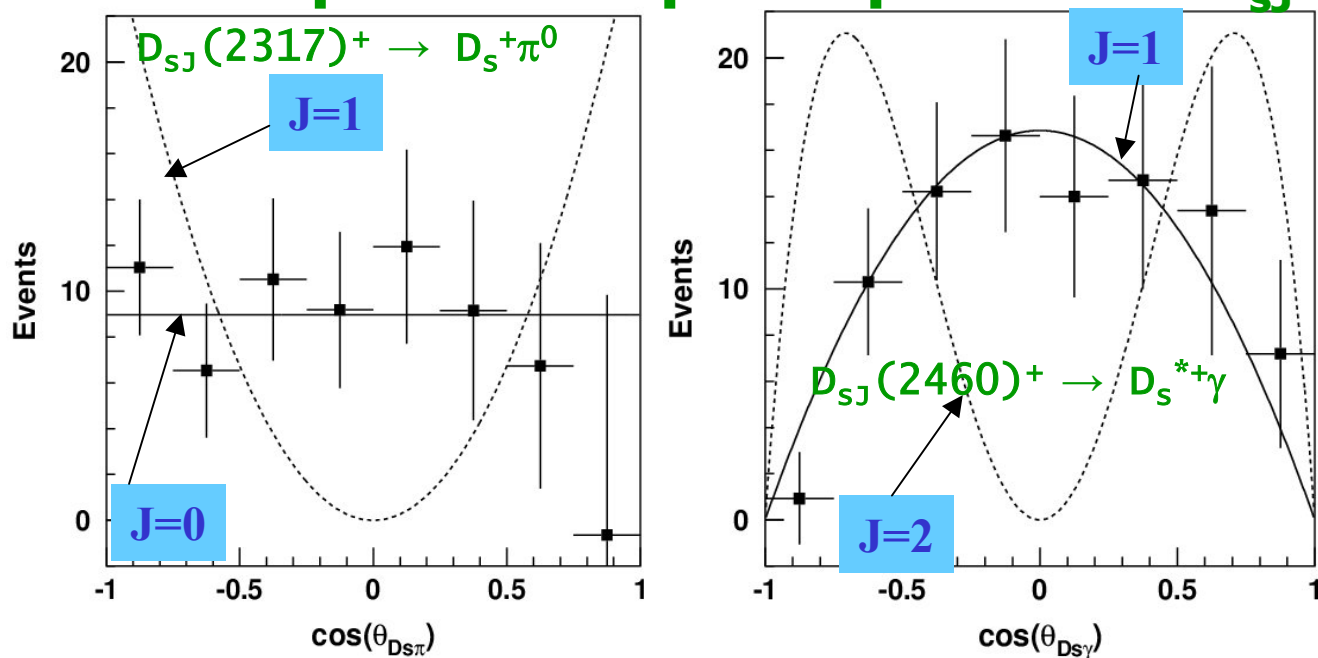 sJ
D_sJ(2317)⁺ → D_s⁺π⁰
J=1
J=0
Events
20
10
0
-1 -0.5 0 0.5 1
cos(θ_Dsπ)
J=1
D_sJ(2460)⁺ → D_s*⁺γ
J=2
Events
20
10
0
-1 -0.5 0 0.5 1
cos(θ_Dsγ)